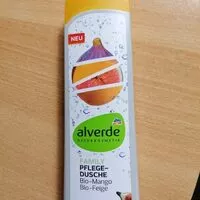 NEU
alverde
NATURKOSMETIK
FAMILY
PFLEGE-
DUSCHE
Bio-Mango
Bio-Feige